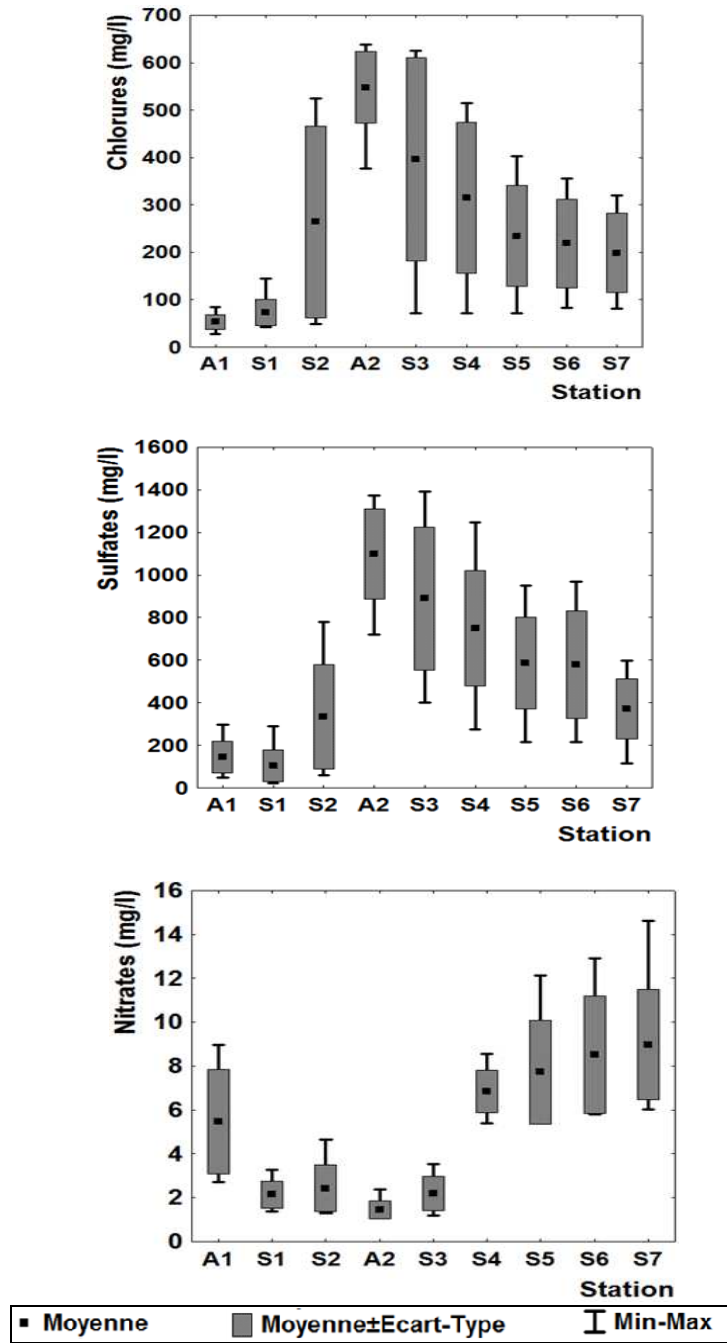 Chlorures (mg/l)
700
600
500
400
300
200
100
0
A1 S1 S2 A2 S3 S4 S5 S6 S7
Station
Sulfates (mg/l)
1600
1400
1200
1000
800
600
400
200
0
A1 S1 S2 A2 S3 S4 S5 S6 S7
Station
Nitrates (mg/l)
16
14
12
10
8
6
4
2
0
A1 S1 S2 A2 S3 S4 S5 S6 S7
Station
Moyenne Moyenne±Ecart-Type Min-Max